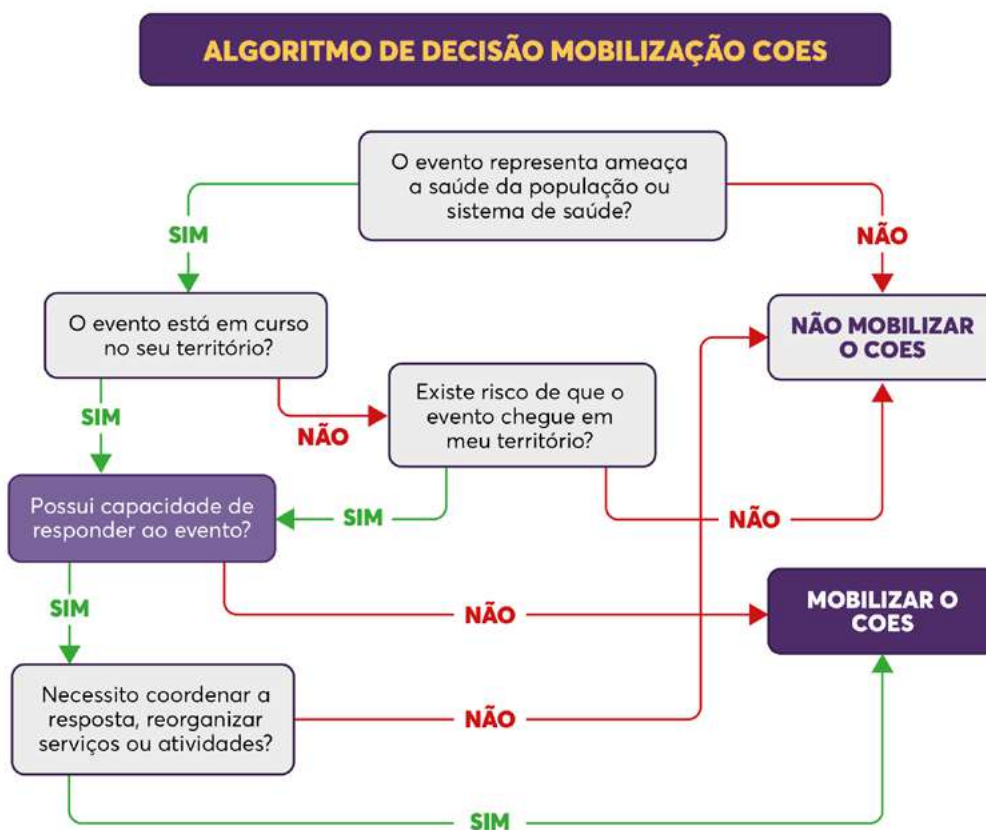 ALGORITMO DE DECISÃO MOBILIZAÇÃO COES
O evento representa ameaça
a saúde da população ou
sistema de saúde?
SIM
NÃO
O evento está em curso
no seu território?
NÃO MOBILIZAR
O COES
Existe risco de que o
evento chegue em
meu território?
SIM
NÃO
Possui capacidade de
responder ao evento?
SIM
NÃO
SIM
NÃO
MOBILIZAR O
COES
Necessito coordenar a
resposta, reorganizar
serviços ou atividades?
NÃO
SIM